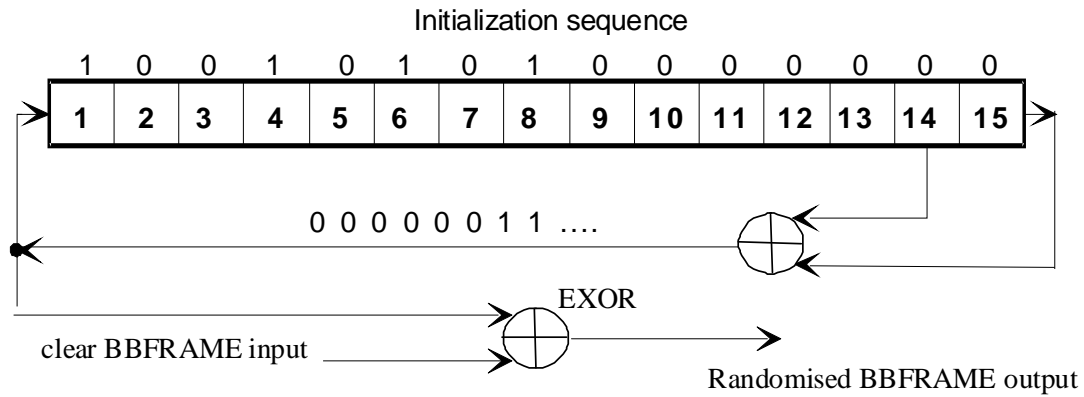 Initialization sequence
1 0 0 1 0 1 0 1 0 0 0 0 0 0 0
1 2 3 4 5 6 7 8 9 10 11 12 13 14 15
0 0 0 0 0 0 1 1 ....
EXOR
clear BBFRAME input
Randomised BBFRAME output